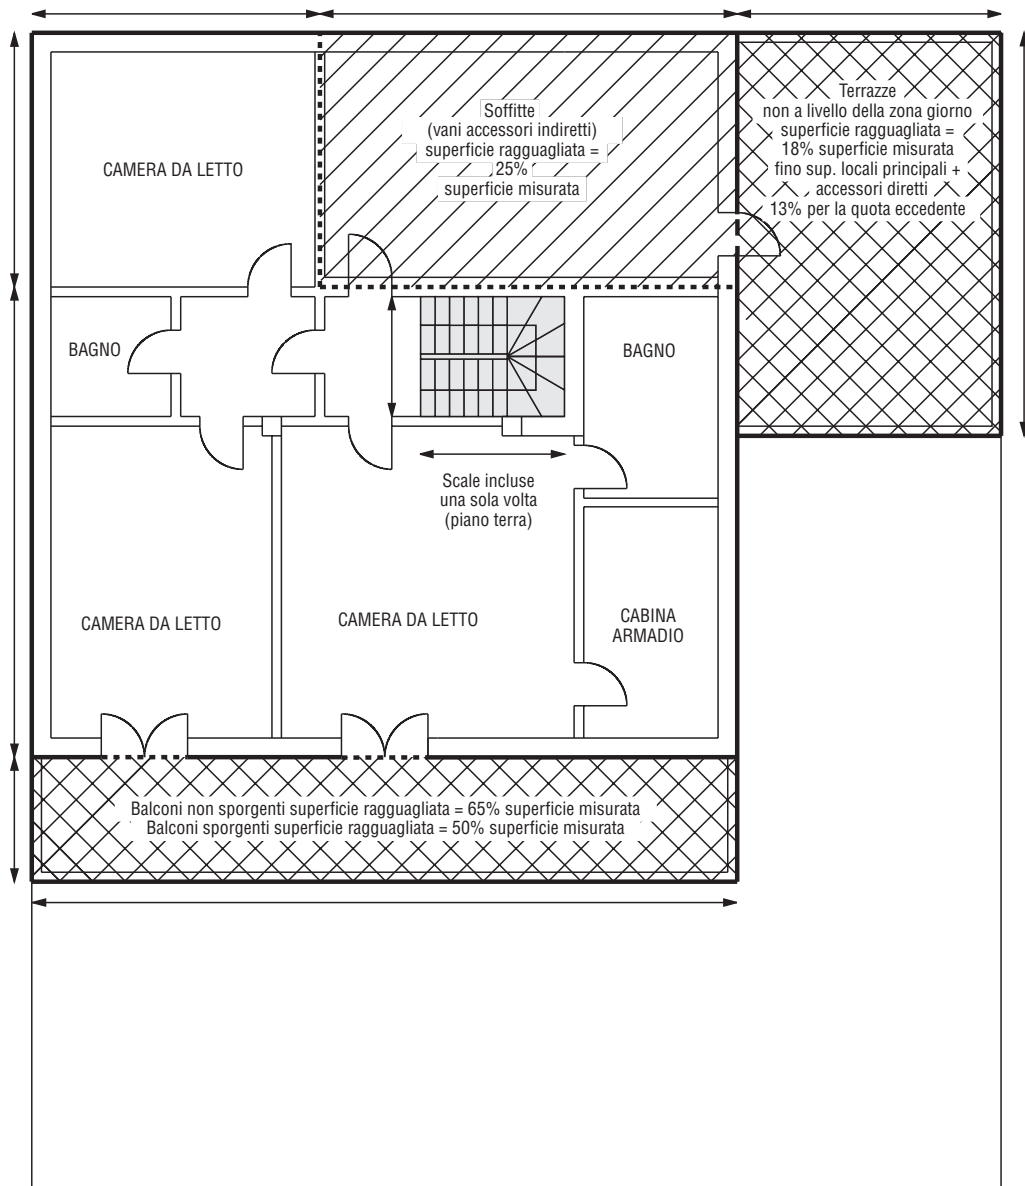 Soffitte
(vani accessori indiretti)
superficie ragguagliata =
25%
superficie misurata
Terrazze
non a livello della zona giorno
superficie ragguagliata =
18% superficie misurata
fino sup. locali principali +
accessori diretti
13% per la quota eccedente
CAMERA DA LETTO
BAGNO
BAGNO
Scale incluse
una sola volta
(piano terra)
CAMERA DA LETTO
CAMERA DA LETTO
CABINA
ARMADIO
Balconi non sporgenti superficie ragguagliata = 65% superficie misurata
Balconi sporgenti superficie ragguagliata = 50% superficie misurata